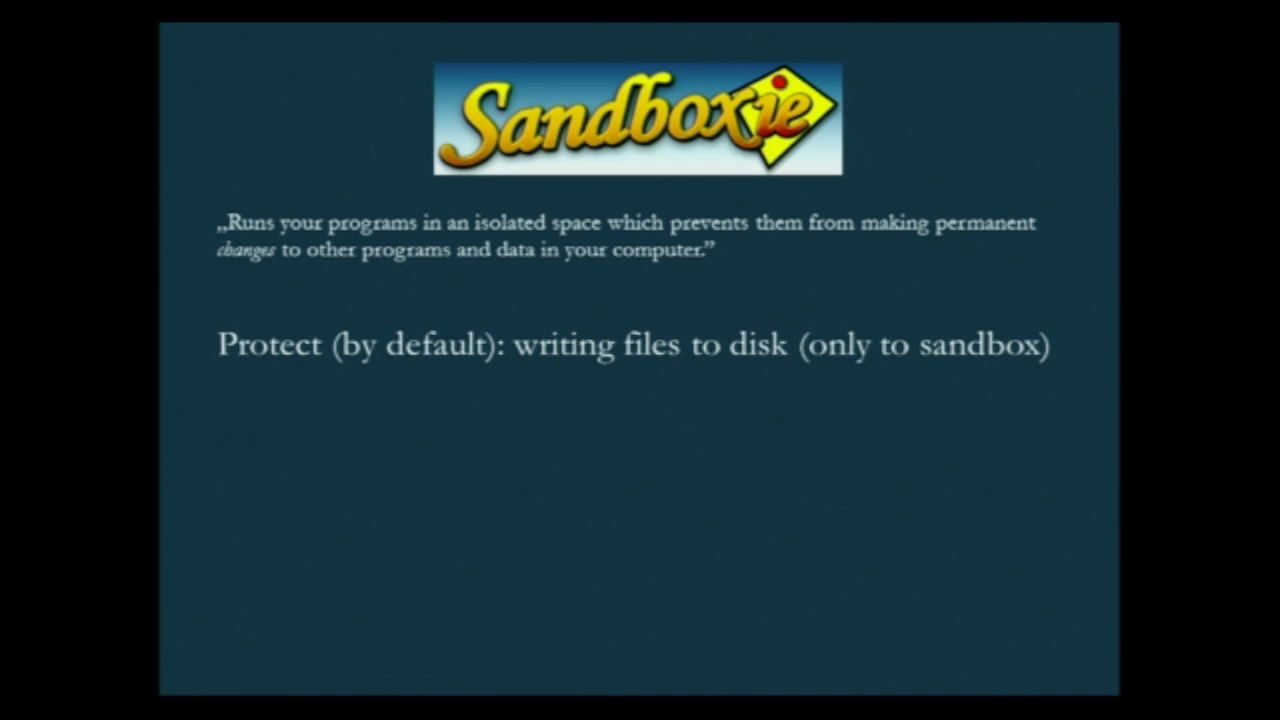 Sandboxie
„Runs your programs in an isolated space which prevents them from making permanent
changes to other programs and data in your computer.”
Protect (by default): writing files to disk (only to sandbox)